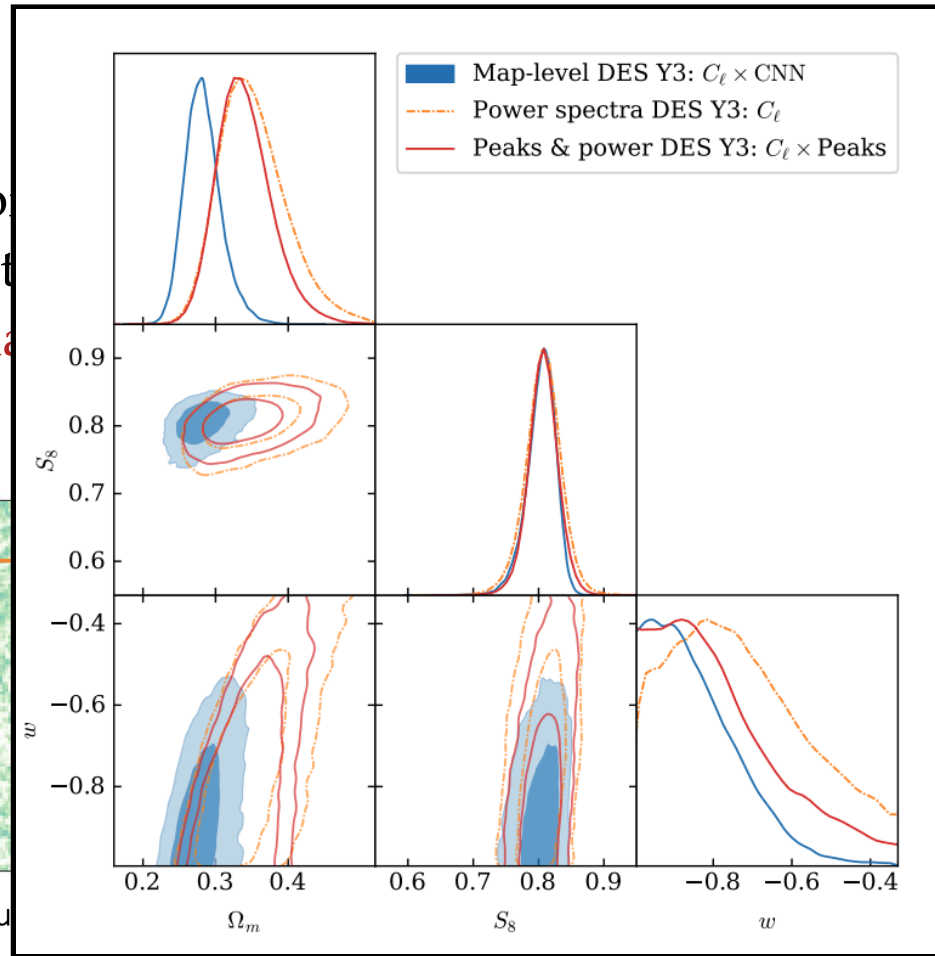 Map-level DES Y3: $C_\ell \times$ CNN
Power spectra DES Y3: $C_\ell$
Peaks & power DES Y3: $C_\ell \times$ Peaks
0.9
0.8
0.7
0.6
$S_8$
−0.4
−0.6
−0.8
$w$
0.2 0.3 0.4
0.6 0.7 0.8 0.9
−0.8 −0.6 −0.4
$\Omega_m$
$S_8$
$w$